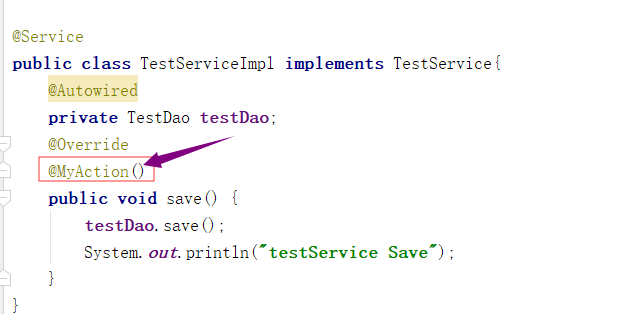 @Service
public class TestServiceImpl implements TestService{
@Autowired
private TestDao testDao;
@Override
@MyAction()
public void save() {
testDao.save();
System.out.println("testService Save");
}
}